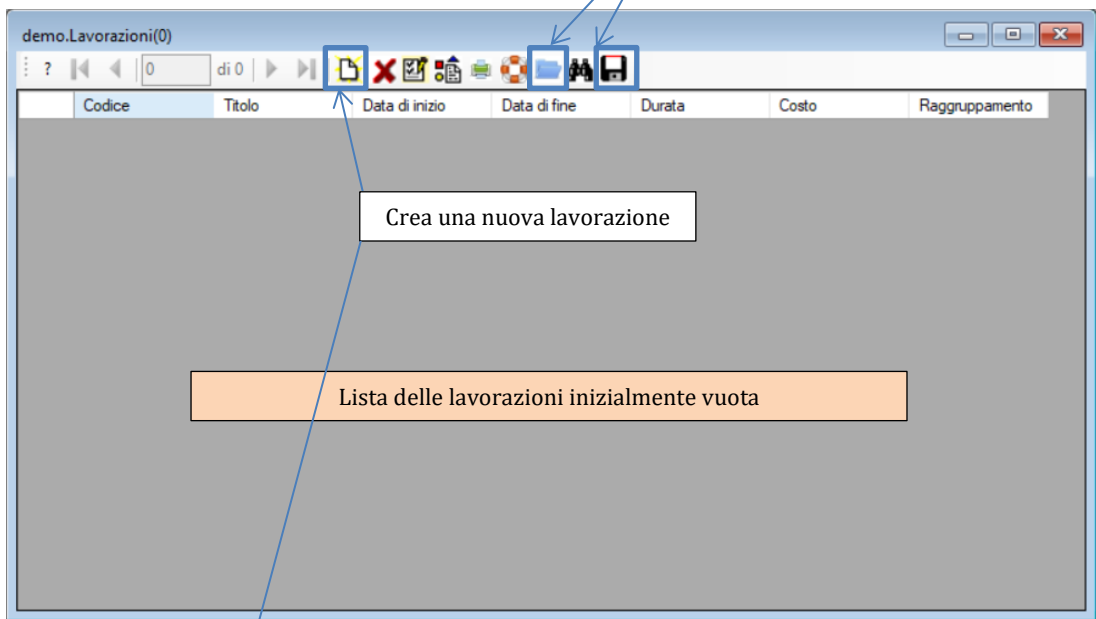 demo.Lavorazioni(0)
? 0 di 0
Codice Titolo Data di inizio Data di fine Durata Costo Raggruppamento
Crea una nuova lavorazione
Lista delle lavorazioni inizialmente vuota